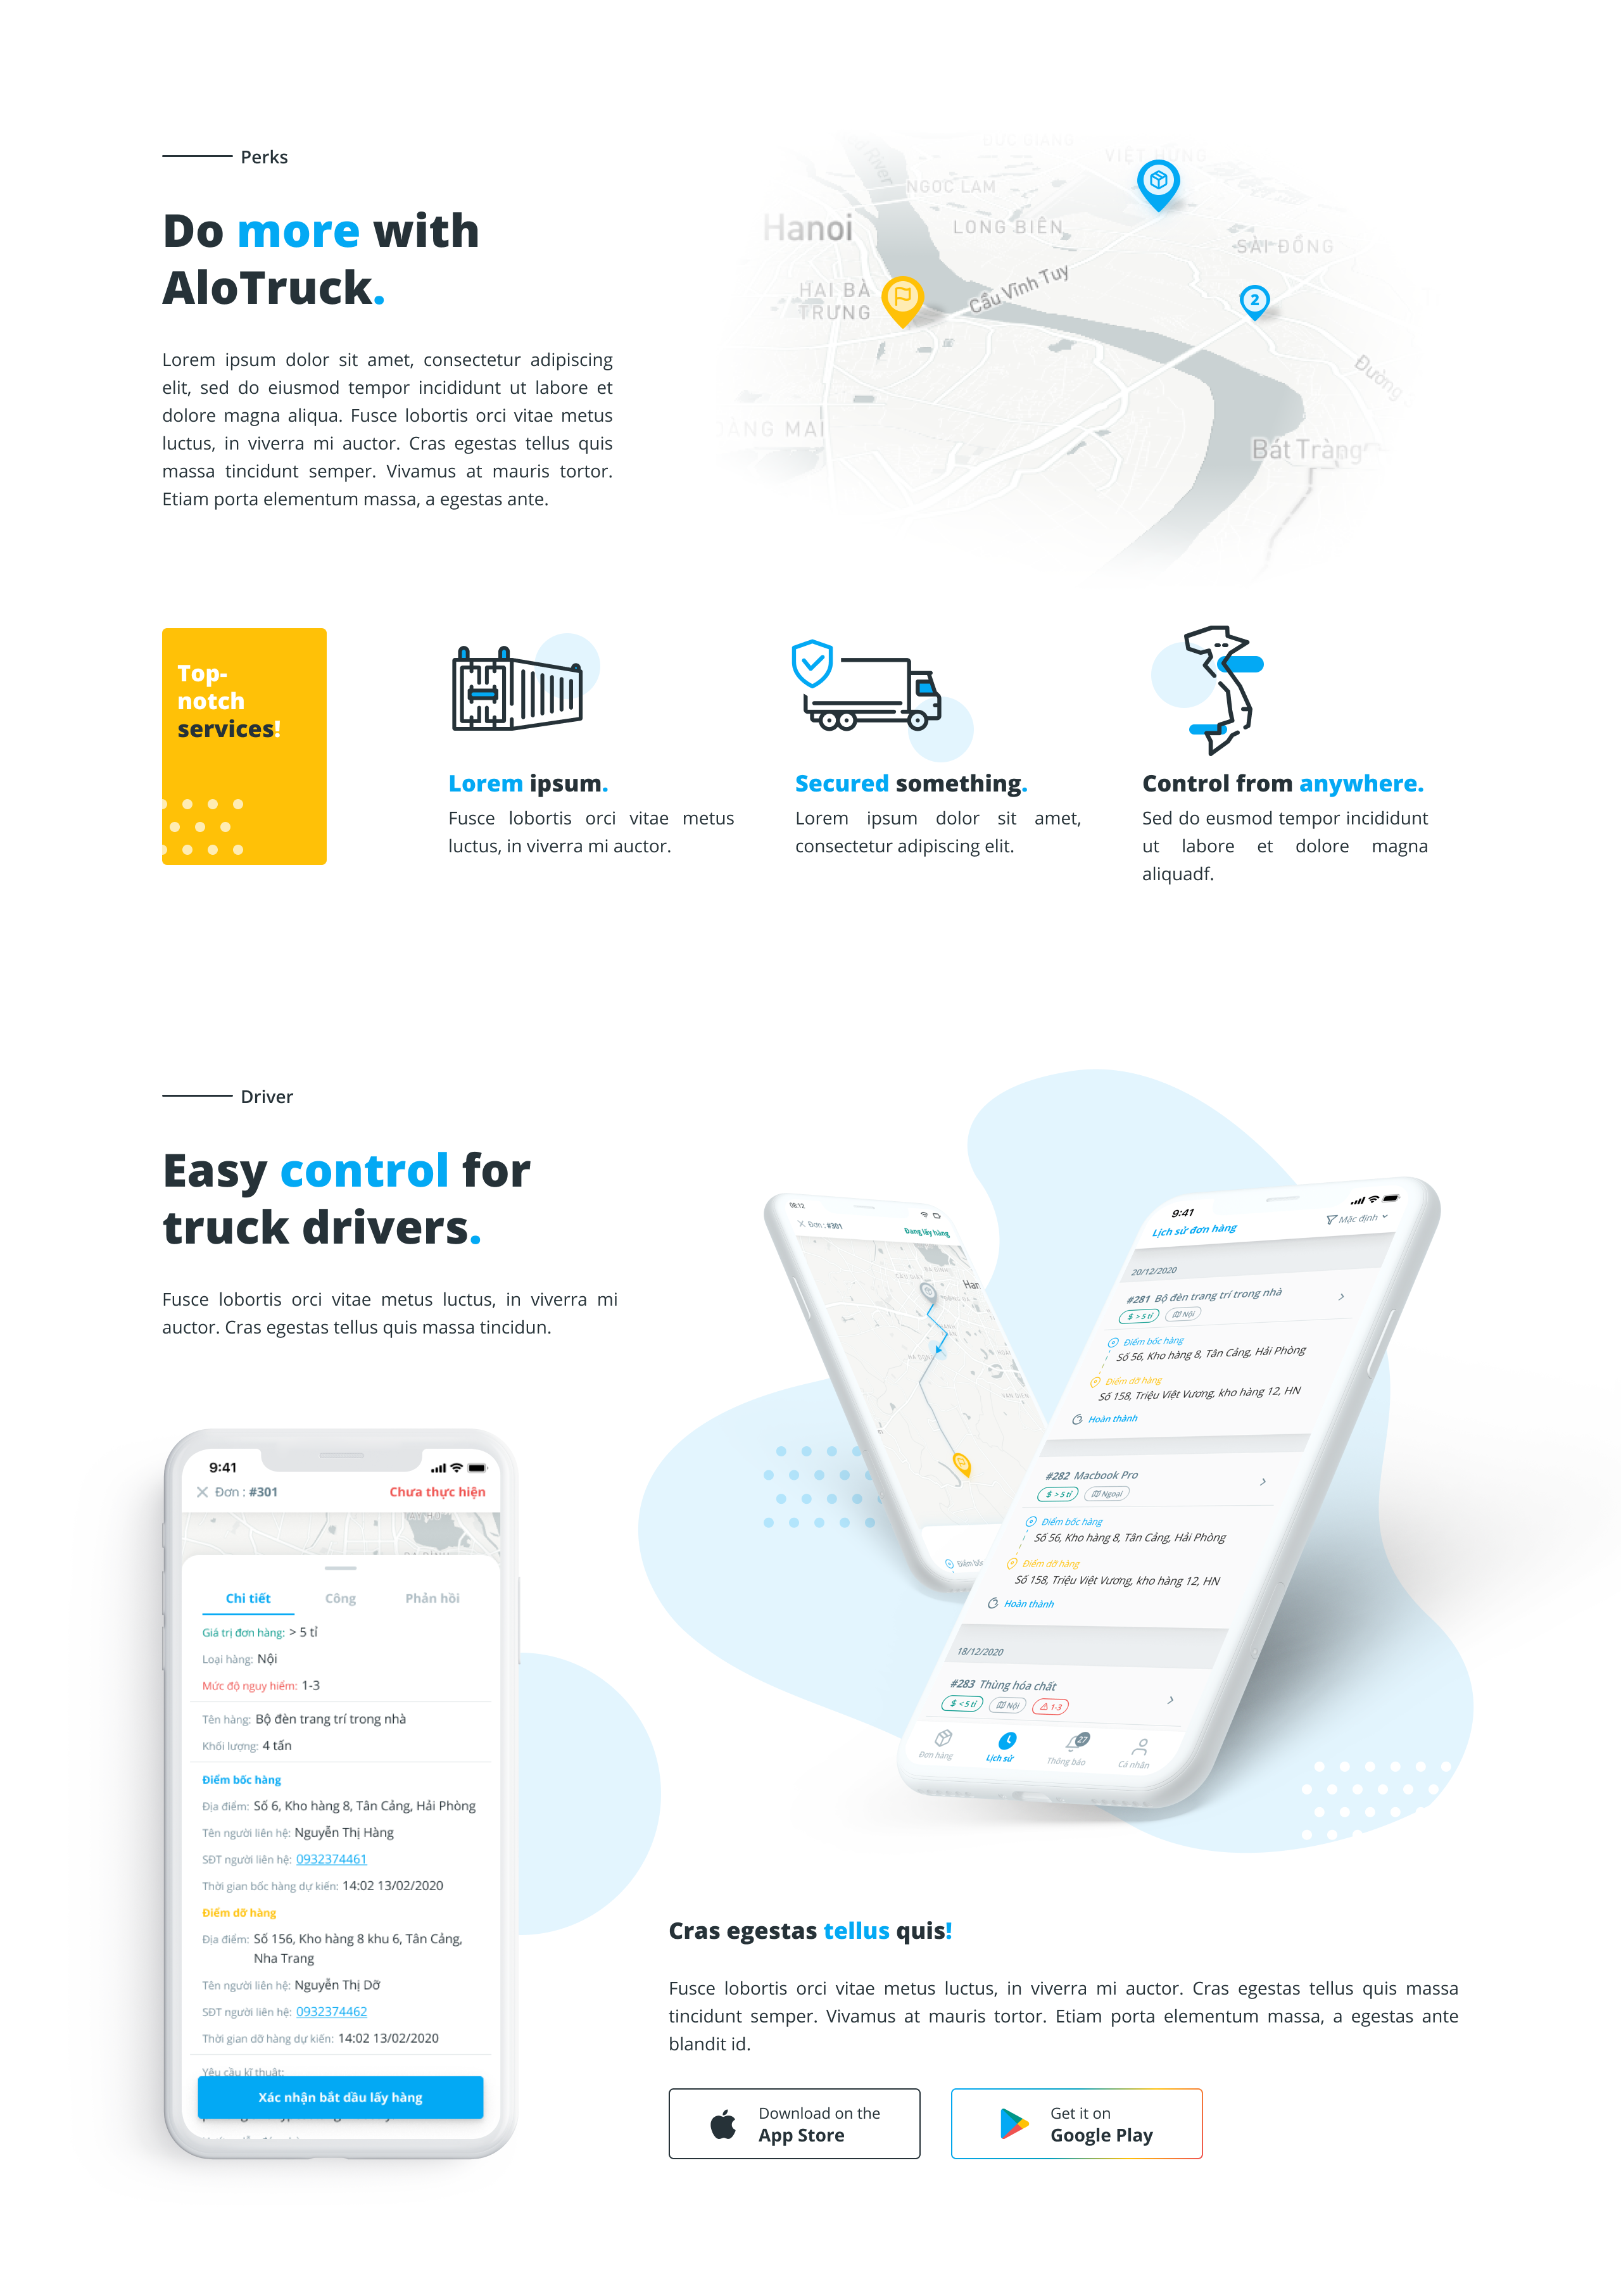 Perks
Do more with
AloTruck.
Lorem ipsum dolor sit amet, consectetur adipiscing
elit, sed do eiusmod tempor incididunt ut labore et
dolore magna aliqua. Fusce lobortis orci vitae metus
luctus, in viverra mi auctor. Cras egestas tellus quis
massa tincidunt semper. Vivamus at mauris tortor.
Etiam porta elementum massa, a egestas ante.
River
ĐỨC GIANG
VIỆT HƯNG
NGỌC LÂM
Hanoi
LONG BIÊN
SÀI ĐỒNG
HAI BÀ
TRƯNG
Cầu Vĩnh Tuy
2
Đường
MAI
Bát Tràng
Top-
notch
services!
Lorem ipsum.
Fusce lobortis orci vitae metus
luctus, in viverra mi auctor.
Secured something.
Lorem ipsum dolor sit amet,
consectetur adipiscing elit.
Control from anywhere.
Sed do eusmod tempor incididunt
ut labore et dolore magna
aliquadf.
Driver
Easy control for
truck drivers.
Fusce lobortis orci vitae metus luctus, in viverra mi
auctor. Cras egestas tellus quis massa tincidun.
08:12
Đơn : #301
Đang lấy hàng
Han
VAN DIEN
9:41
Lịch sử đơn hàng
Mặc định
20/12/2020
#281 Bộ đèn trang trí trong nhà
$ > 5 tỉ
Nội
Điểm bốc hàng
Số 56, Kho hàng 8, Tân Cảng, Hải Phòng
Điểm dỡ hàng
Số 158, Triệu Việt Vương, kho hàng 12, HN
Hoàn thành
#282 Macbook Pro
$ > 5 tỉ
Ngoại
Điểm bốc hàng
Số 56, Kho hàng 8, Tân Cảng, Hải Phòng
Điểm dỡ hàng
Số 158, Triệu Việt Vương, kho hàng 12, HN
Hoàn thành
18/12/2020
#283 Thùng hóa chất
$ < 5 tỉ
Nội
1-3
Đơn hàng
Lịch sử
27
Thông báo
Cá nhân
9:41
Đơn : #301
Chưa thực hiện
Chi tiết
Công
Phản hồi
Giá trị đơn hàng: > 5 tỉ
Loại hàng: Nội
Mức độ nguy hiểm: 1-3
Tên hàng: Bộ đèn trang trí trong nhà
Khối lượng: 4 tấn
Điểm bốc hàng
Địa điểm: Số 6, Kho hàng 8, Tân Cảng, Hải Phòng
Tên người liên hệ: Nguyễn Thị Hàng
SĐT người liên hệ: 0932374461
Thời gian bốc hàng dự kiến: 14:02 13/02/2020
Điểm dỡ hàng
Địa điểm: Số 156, Kho hàng 8 khu 6, Tân Cảng,
Nha Trang
Tên người liên hệ: Nguyễn Thị Dỡ
SĐT người liên hệ: 0932374462
Thời gian dỡ hàng dự kiến: 14:02 13/02/2020
Yêu cầu kĩ thuật:
Xác nhận bắt đầu lấy hàng
Cras egestas tellus quis!
Fusce lobortis orci vitae metus luctus, in viverra mi auctor. Cras egestas tellus quis massa
tincidunt semper. Vivamus at mauris tortor. Etiam porta elementum massa, a egestas ante
blandit id.
Download on the
App Store
Get it on
Google Play